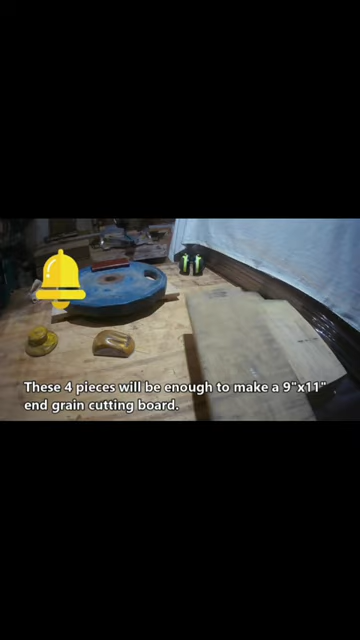 These 4 pieces will be enough to make a 9"x11"
end grain cutting board.